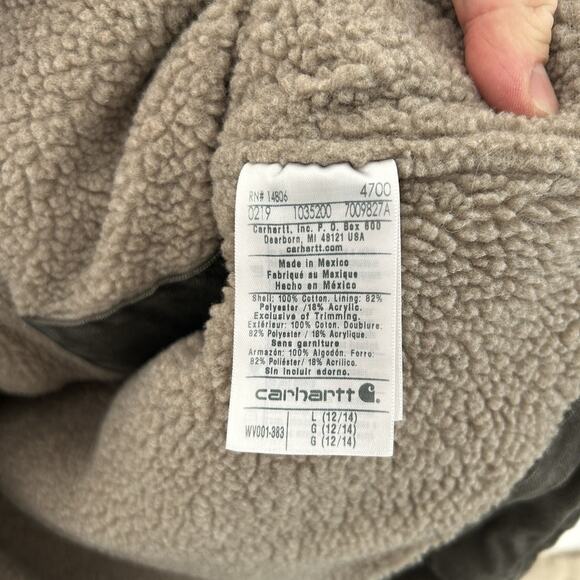 RN# 14806 4700
0219 1035200 7009827A
Carhartt, Inc. P.O. Box 600
Dearborn, MI 48121 USA
carhartt.com
Made in Mexico
Fabriqué au Mexique
Hecho en México
Shell: 100% Cotton. Lining: 82%
Polyester /18% Acrylic.
Exclusive of Trimming.
Extérieur: 100% Coton. Doublure:
82% Polyester / 18% Acrylique.
Sans garniture
Armazón: 100% Algodón. Forro:
82% Poliéster/ 18% Acrílico.
Sin incluir adorno.
carhartt
L (12/14)
WV001-383 G (12/14)
G (12/14)